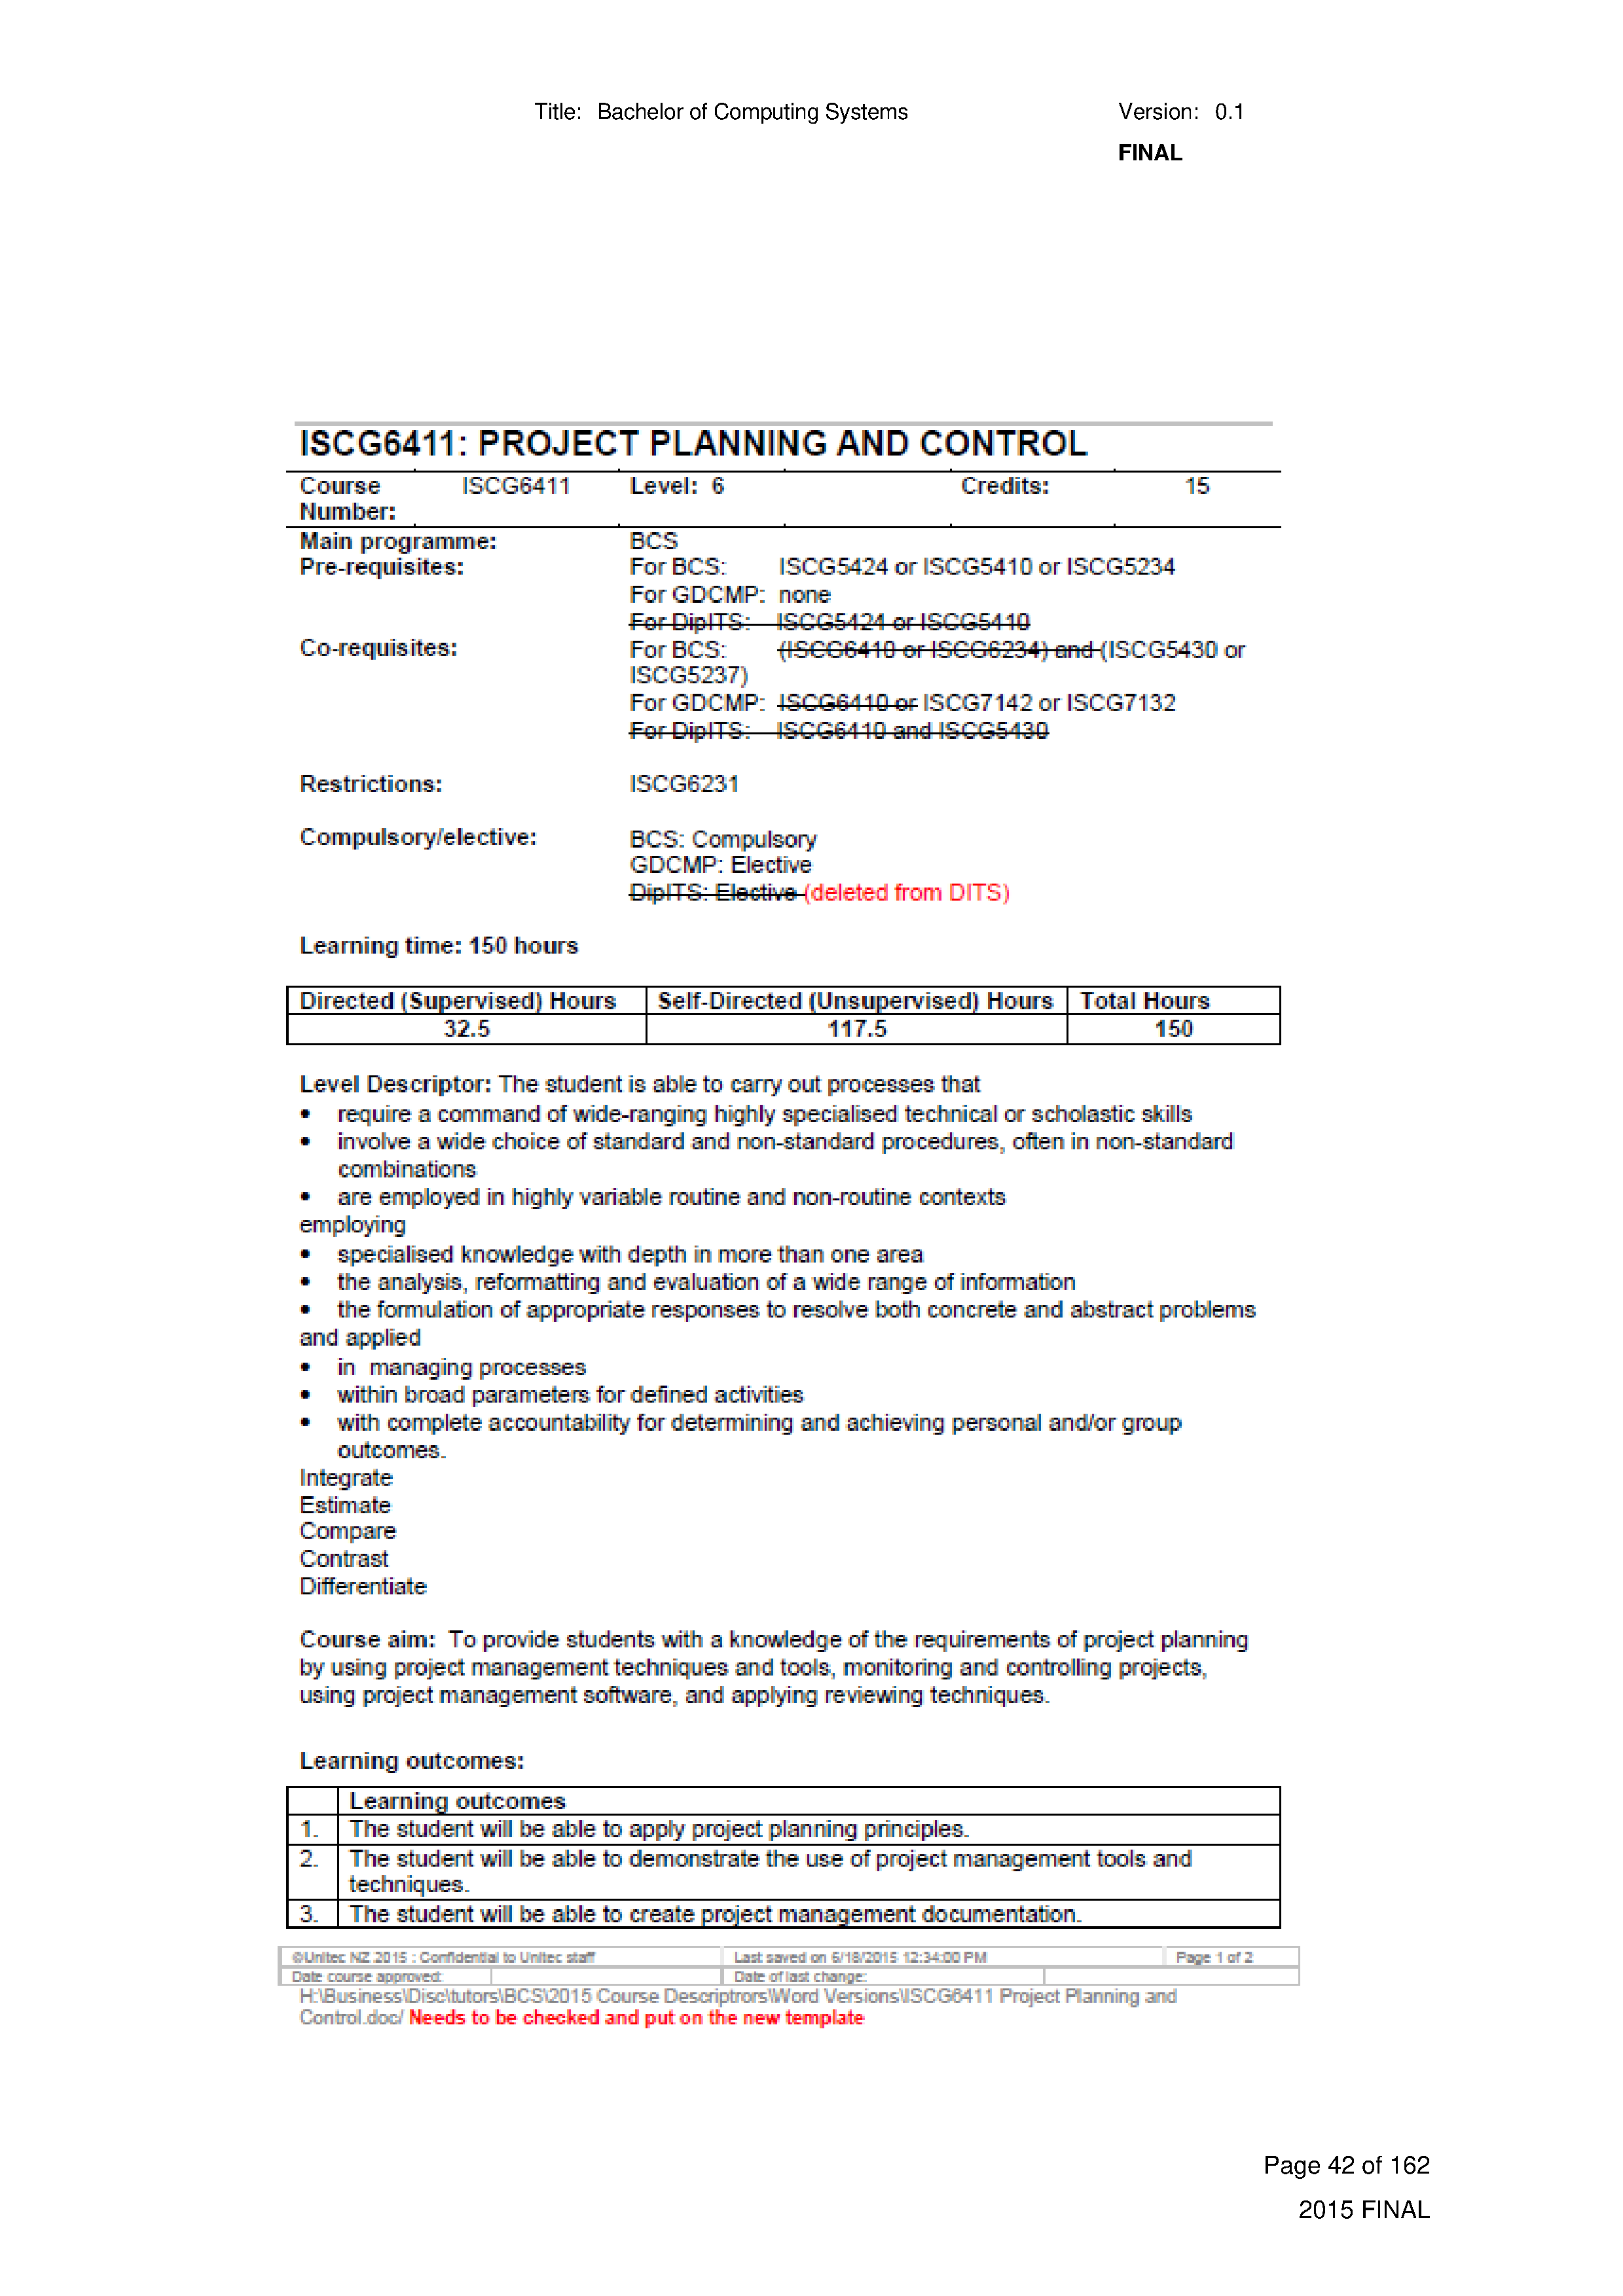 Title: Bachelor of Computing Systems Version: 0.1
FINAL
ISCG6411: PROJECT PLANNING AND CONTROL
Course Number: ISCG6411 Level: 6 Credits: 15
Main programme: BCS
Pre-requisites: For BCS: ISCG5424 or ISCG5410 or ISCG5234
For GDCMP: none
For DipITS: ISCG5424 or ISCG5410
Co-requisites: For BCS: (ISCG6410 or ISCG6234) and (ISCG5430 or
ISCG5237)
For GDCMP: ISCG6410 or ISCG7142 or ISCG7132
For DipITS: ISCG6410 and ISCG5430
Restrictions: ISCG6231
Compulsory/elective: BCS: Compulsory
GDCMP: Elective
DipITS: Elective (deleted from DITS)
Learning time: 150 hours
Directed (Supervised) Hours Self-Directed (Unsupervised) Hours Total Hours
32.5 117.5 150
Level Descriptor: The student is able to carry out processes that
• require a command of wide-ranging highly specialised technical or scholastic skills
• involve a wide choice of standard and non-standard procedures, often in non-standard
combinations
• are employed in highly variable routine and non-routine contexts
employing
• specialised knowledge with depth in more than one area
• the analysis, reformatting and evaluation of a wide range of information
• the formulation of appropriate responses to resolve both concrete and abstract problems
and applied
• in managing processes
• within broad parameters for defined activities
• with complete accountability for determining and achieving personal and/or group
outcomes.
Integrate
Estimate
Compare
Contrast
Differentiate
Course aim: To provide students with a knowledge of the requirements of project planning
by using project management techniques and tools, monitoring and controlling projects,
using project management software, and applying reviewing techniques.
Learning outcomes:
Learning outcomes
1. The student will be able to apply project planning principles.
2. The student will be able to demonstrate the use of project management tools and
techniques.
3. The student will be able to create project management documentation.
©Unitec NZ 2015 : Confidential to Unitec staff Last saved on 6/18/2015 12:34:00 PM Page 1 of 2
Date course approved: Date of last change:
H:\Business\Disc\tutors\BCS\2015 Course Descriptrors\Word Versions\ISCG6411 Project Planning and
Control.doc/ Needs to be checked and put on the new template
Page 42 of 162
2015 FINAL